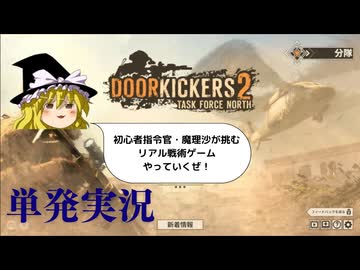 分隊
DOORKICKERS 2
TASK FORCE NORTH
初心者指令官・魔理沙が挑む
リアル戦術ゲーム
やっていくぜ！
単発実況
新着情報